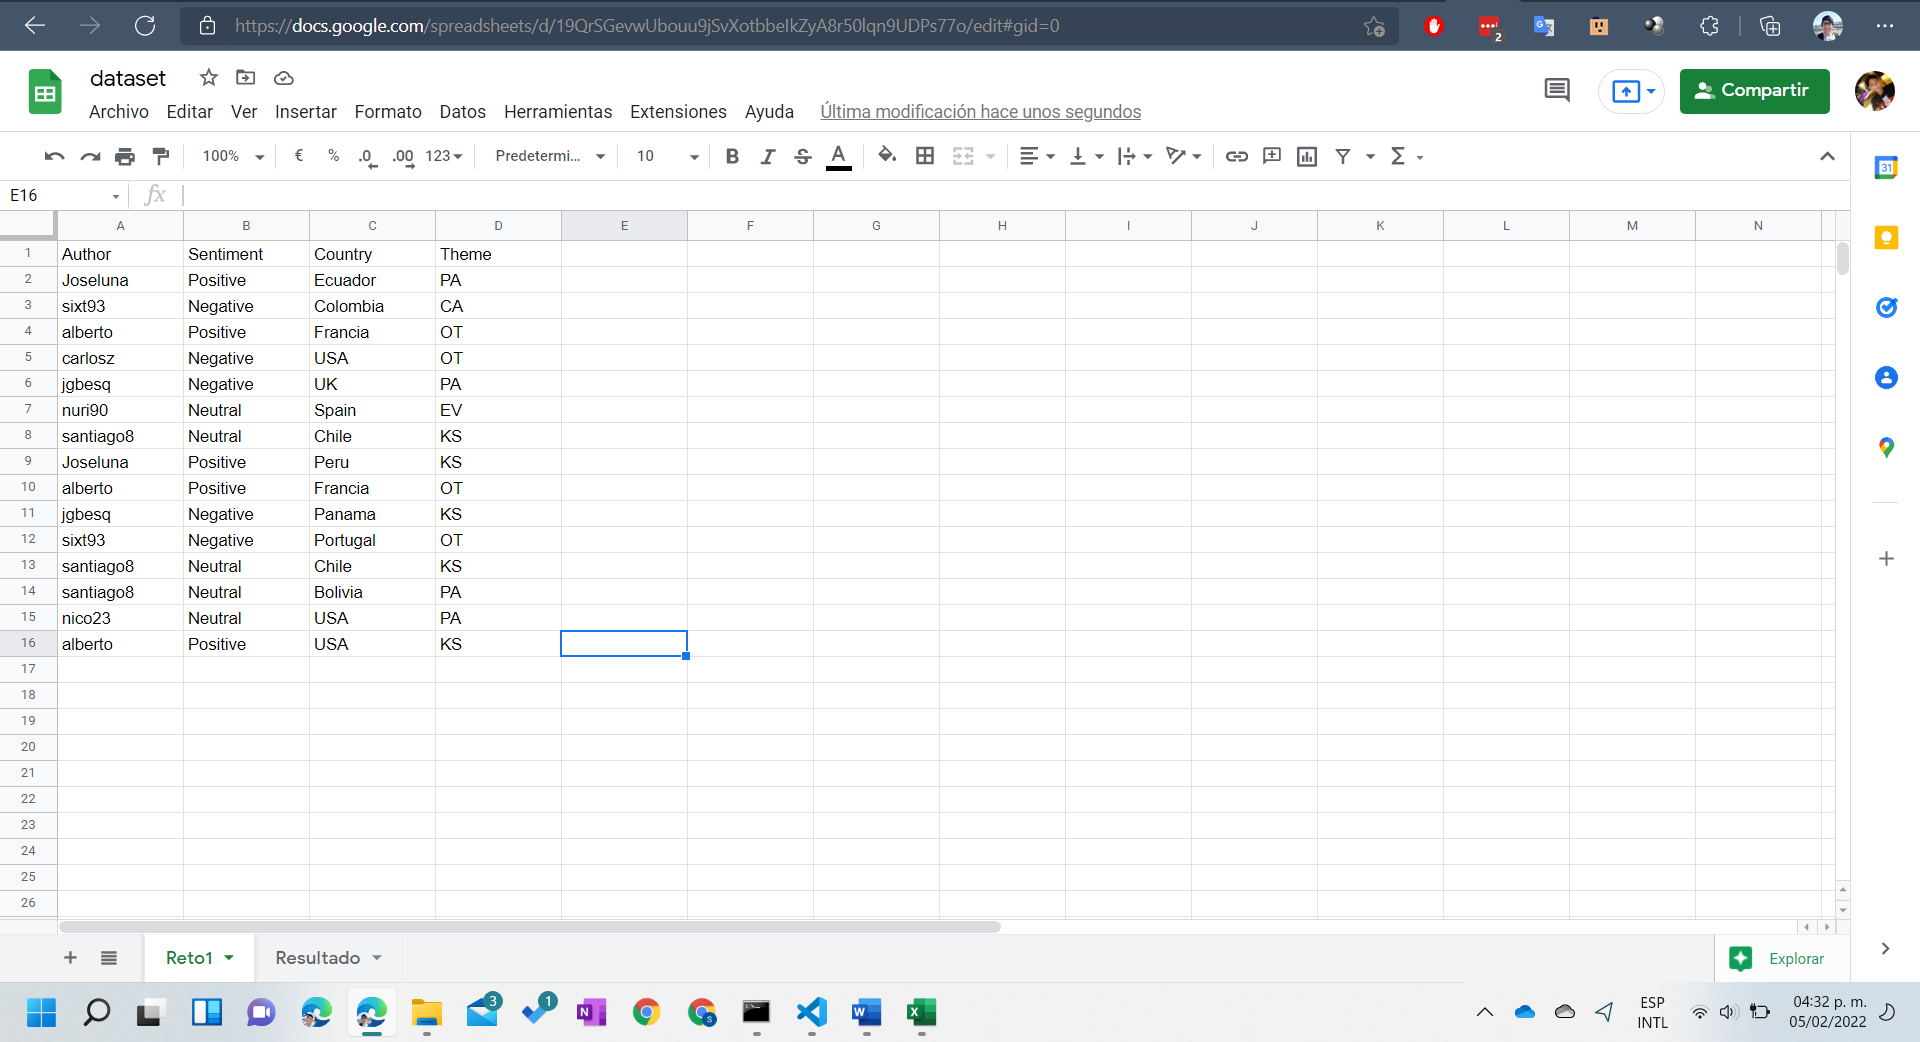 https://docs.google.com/spreadsheets/d/19QrSGevwUbouu9jSvXotbbeIkZyA8r50lqn9UDPs77o/edit#gid=0
2
dataset
Archivo Editar Ver Insertar Formato Datos Herramientas Extensiones Ayuda Última modificación hace unos segundos
Compartir
100% € % .0 .00 123 Predetermi... 10 B I S A Σ
31
E16 fx
A B C D E F G H I J K L M N
1 Author Sentiment Country Theme
2 Joseluna Positive Ecuador PA
3 sixt93 Negative Colombia CA
4 alberto Positive Francia OT
5 carlosz Negative USA OT
6 jgbesq Negative UK PA
7 nuri90 Neutral Spain EV
8 santiago8 Neutral Chile KS
9 Joseluna Positive Peru KS
10 alberto Positive Francia OT
11 jgbesq Negative Panama KS
12 sixt93 Negative Portugal OT
13 santiago8 Neutral Chile KS
14 santiago8 Neutral Bolivia PA
15 nico23 Neutral USA PA
16 alberto Positive USA KS
17
18
19
20
21
22
23
24
25
26
Reto1 Resultado Explorar
3 1 N S W X
ESP
INTL
04:32 p. m.
05/02/2022